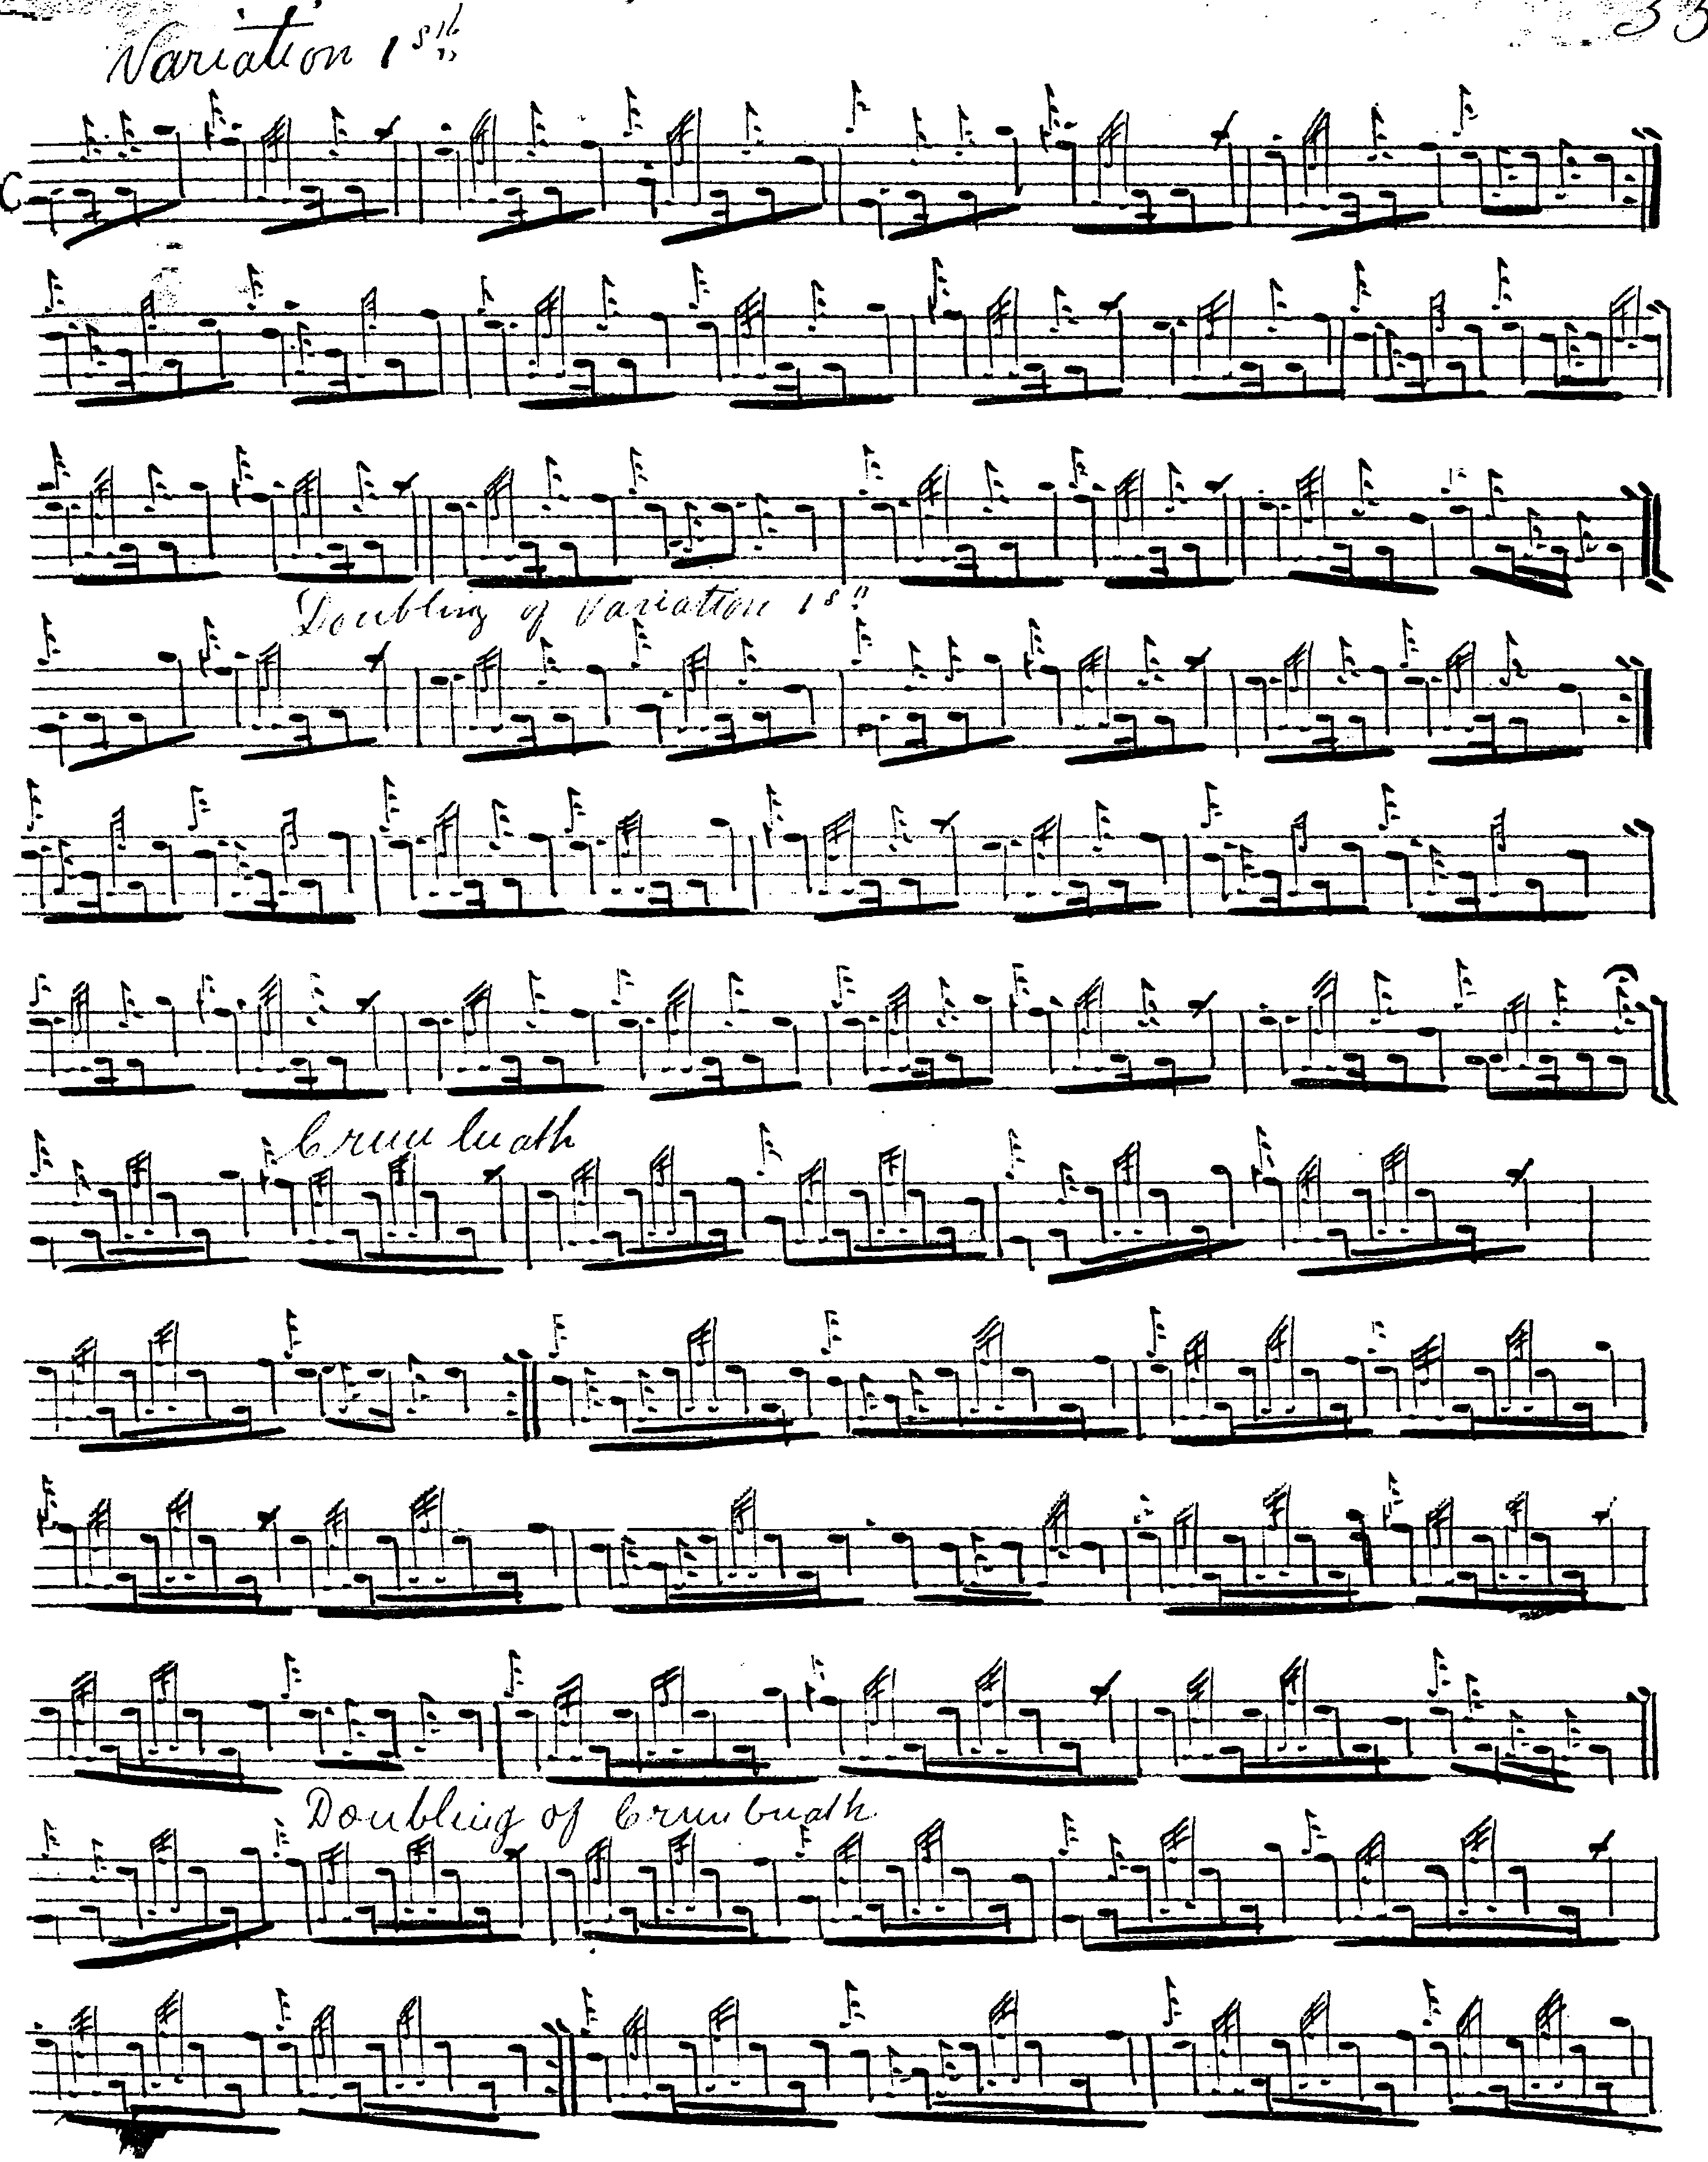 33
Variation 1st
C
Doubling of Variation 1st
Crunluath
Doubling of Crunluath